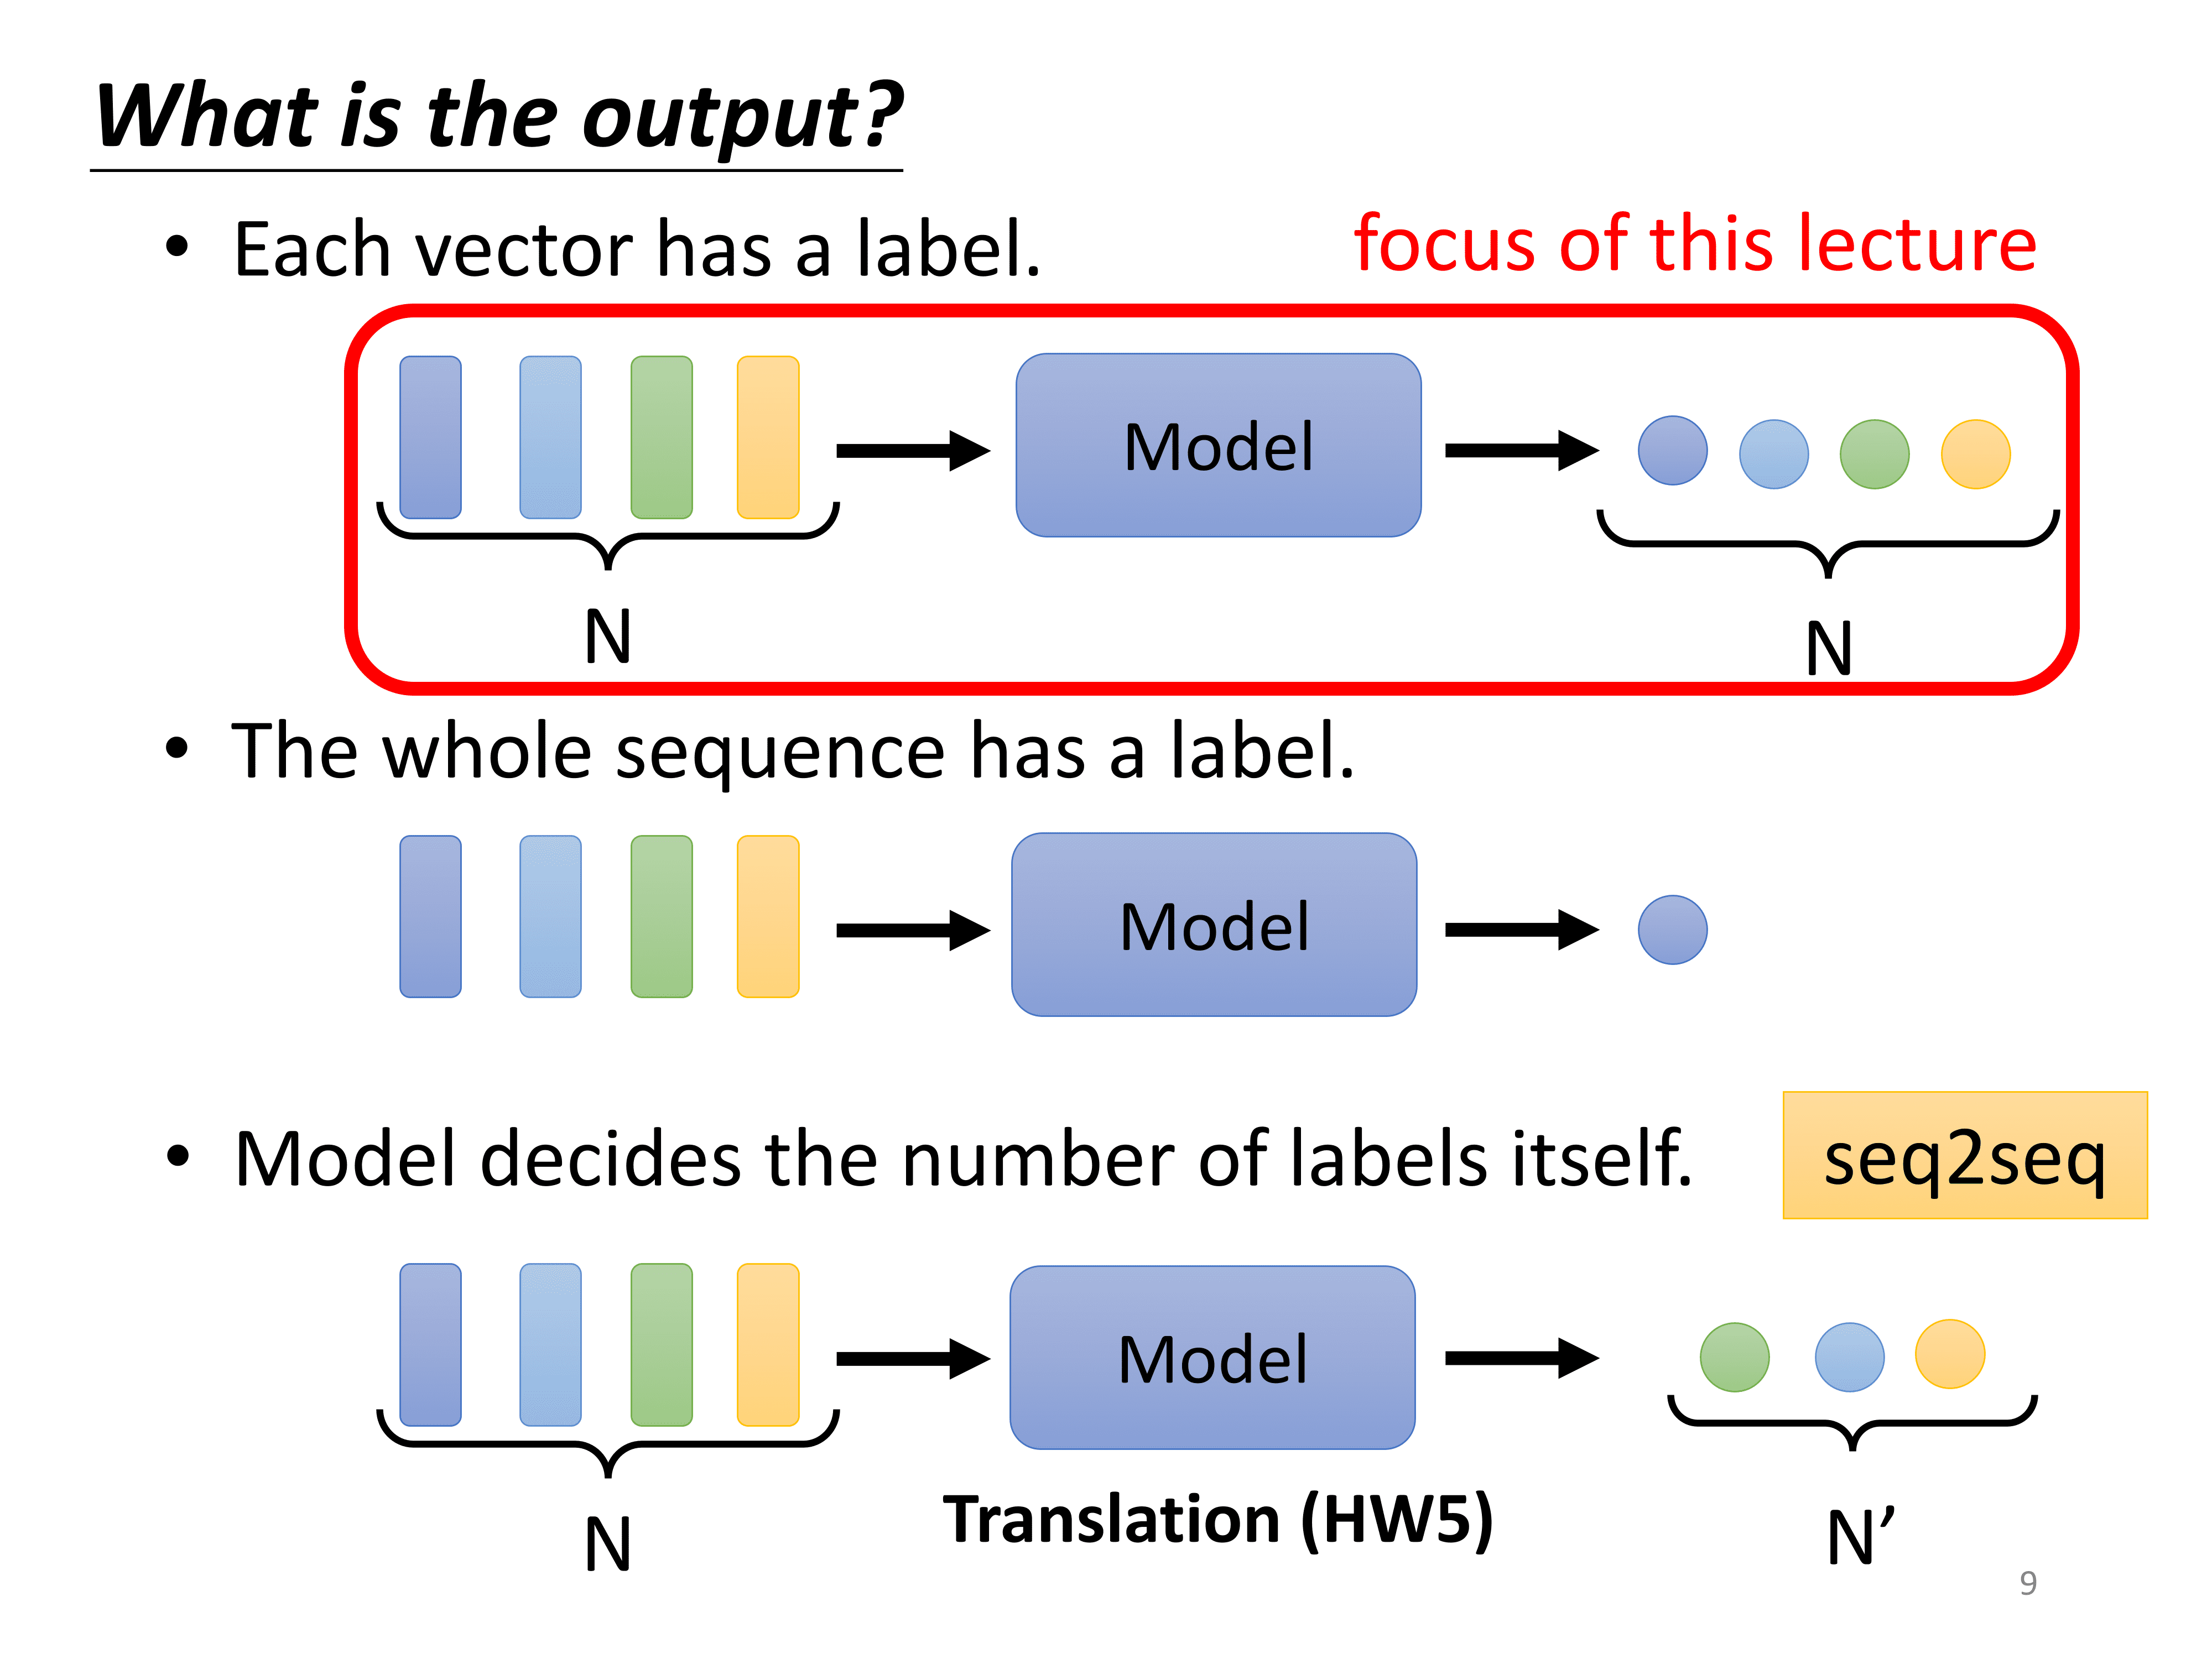 What is the output?
• Each vector has a label.
focus of this lecture
Model
N
N
• The whole sequence has a label.
Model
• Model decides the number of labels itself.
seq2seq
Model
Translation (HW5)
N
N’
9